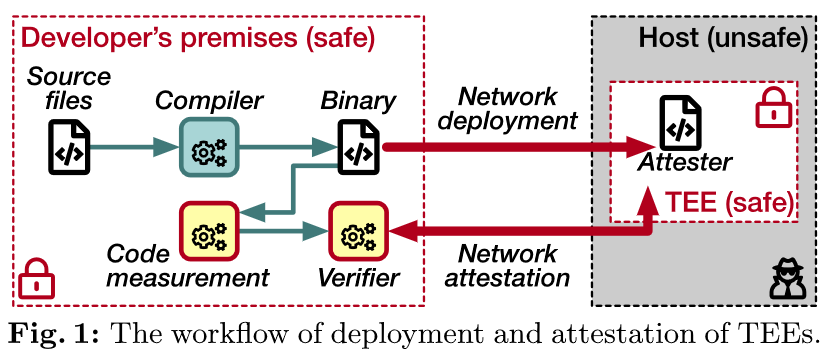 Developer's premises (safe)
Host (unsafe)
Source
files
Compiler
Binary
Network
deployment
</>
</>
</>
Attester
TEE (safe)
Code
measurement
Verifier
Network
attestation
Fig. 1: The workflow of deployment and attestation of TEEs.